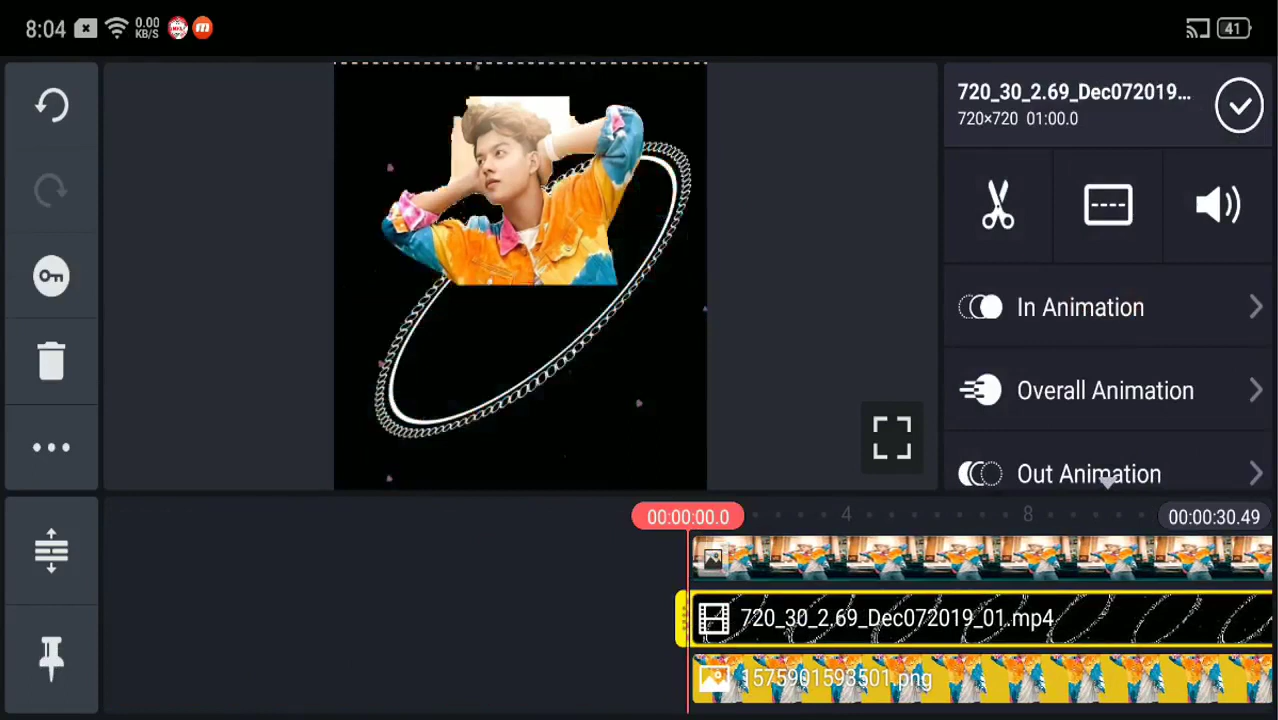 8:04 0.00 KB/S 41
720_30_2.69_Dec072019...
720×720 01:00.0
In Animation
Overall Animation
Out Animation
00:00:00.0 4 8 00:00:30.49
720_30_2.69_Dec072019_01.mp4
1575901593501.png